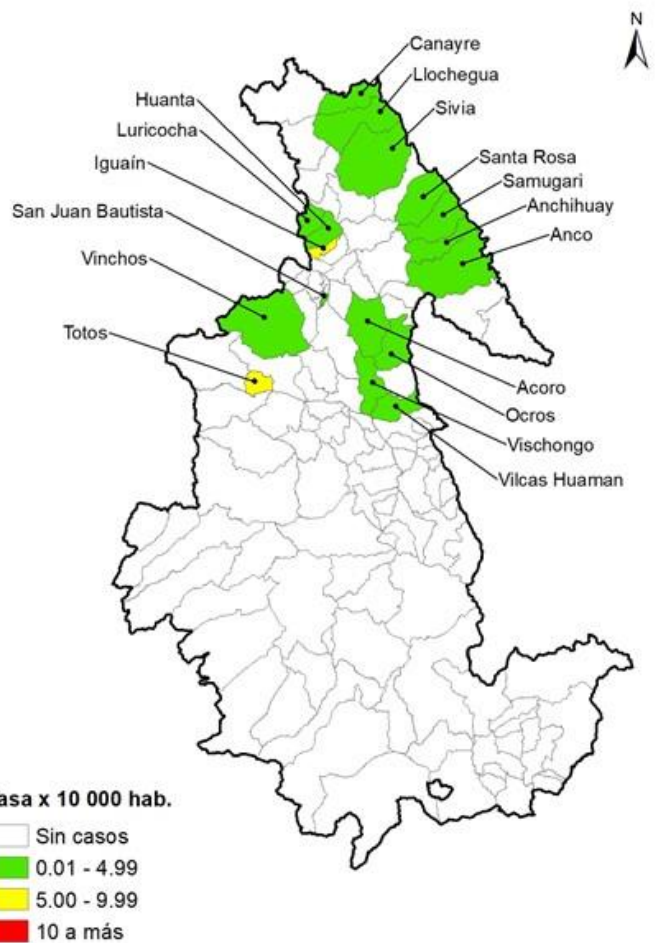 N
Canayre
Llochegua
Sivia
Huanta
Luricocha
Iguaín
San Juan Bautista
Vinchos
Totos
Santa Rosa
Samugari
Anchihuay
Anco
Acoro
Ocros
Vischongo
Vilcas Huaman
asa x 10 000 hab.
Sin casos
0.01 - 4.99
5.00 - 9.99
10 a más